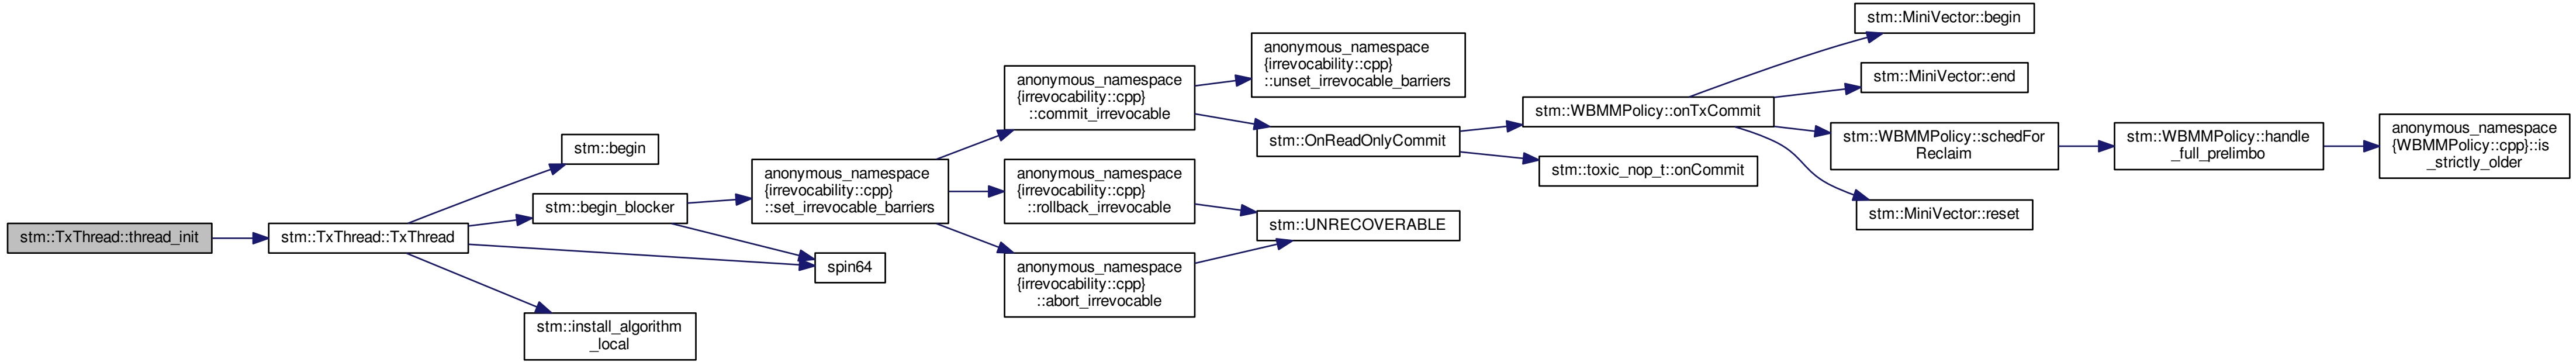 stm::TxThread::thread_init
stm::TxThread::TxThread
stm::begin
stm::begin_blocker
spin64
stm::install_algorithm
_local
anonymous_namespace
{irrevocability::cpp}
::set_irrevocable_barriers
anonymous_namespace
{irrevocability::cpp}
::commit_irrevocable
anonymous_namespace
{irrevocability::cpp}
::rollback_irrevocable
anonymous_namespace
{irrevocability::cpp}
::abort_irrevocable
anonymous_namespace
{irrevocability::cpp}
::unset_irrevocable_barriers
stm::OnReadOnlyCommit
stm::UNRECOVERABLE
stm::WBMMPolicy::onTxCommit
stm::toxic_nop_t::onCommit
stm::MiniVector::begin
stm::MiniVector::end
stm::WBMMPolicy::schedFor
Reclaim
stm::MiniVector::reset
stm::WBMMPolicy::handle
_full_prelimbo
anonymous_namespace
{WBMMPolicy::cpp}::is
_strictly_older